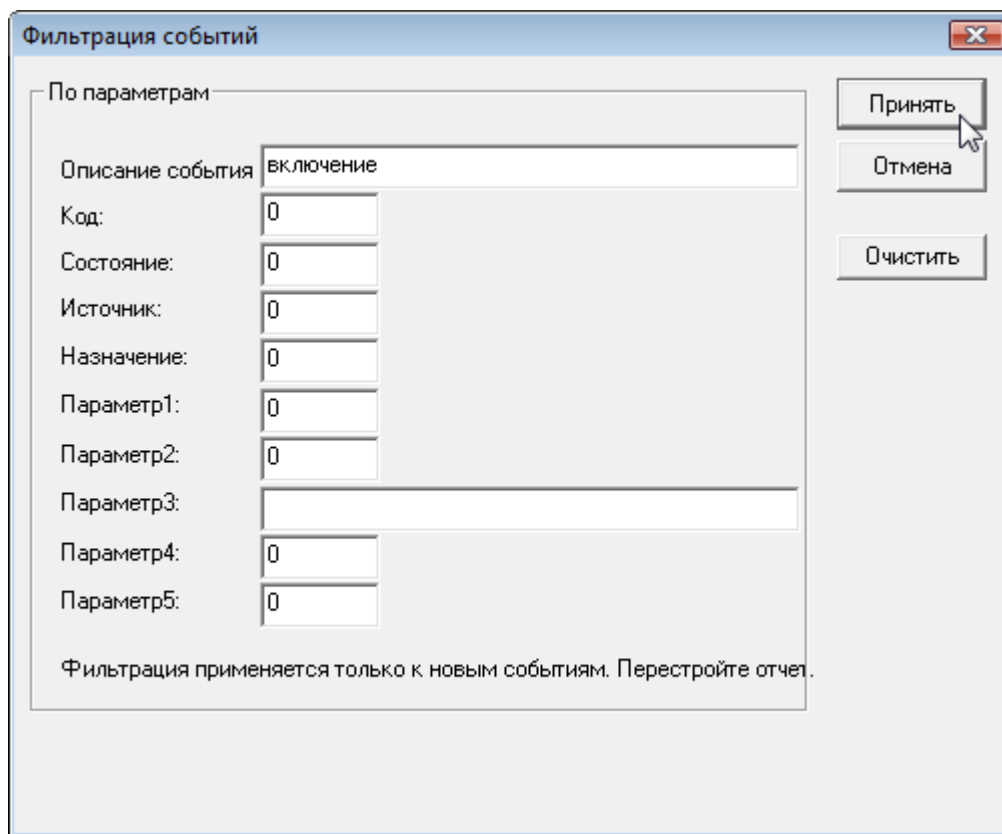 Фильтрация событий
По параметрам
Описание события включение
Код: 0
Состояние: 0
Источник: 0
Назначение: 0
Параметр1: 0
Параметр2: 0
Параметр3:
Параметр4: 0
Параметр5: 0
Фильтрация применяется только к новым событиям. Перестройте отчет.
Принять
Отмена
Очистить